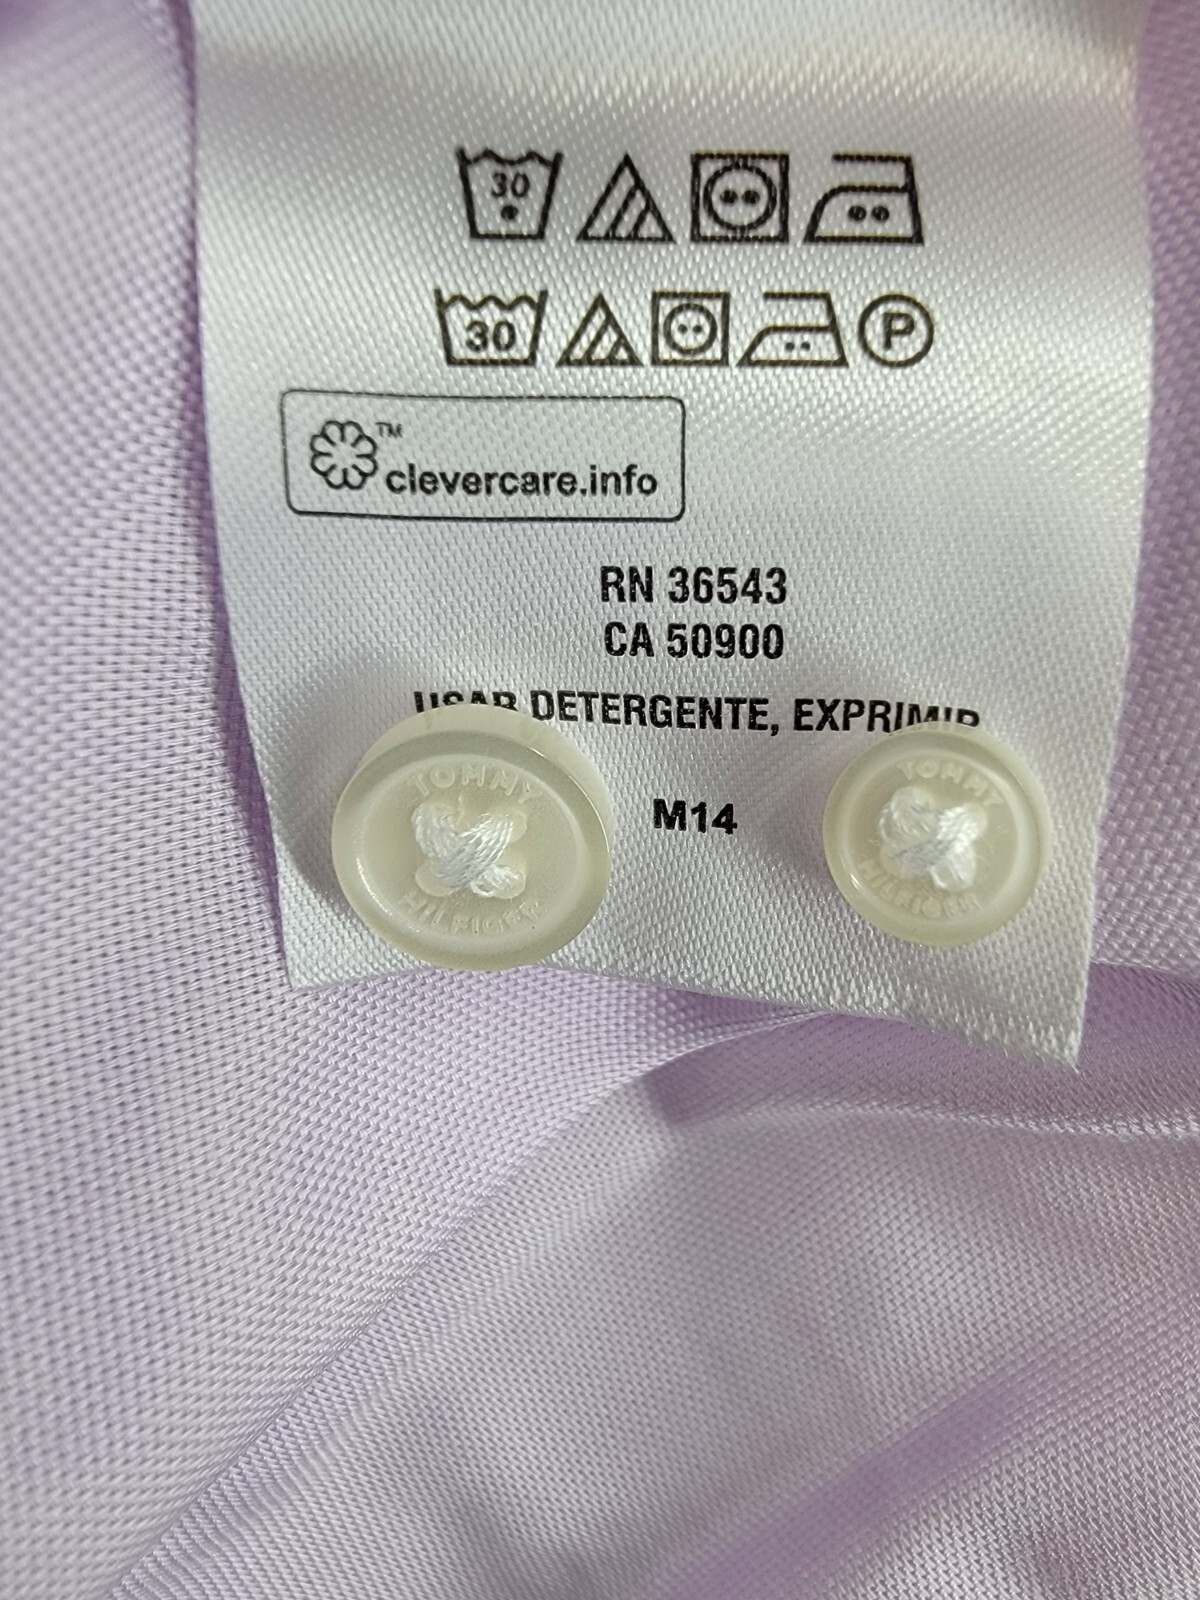 30
30 P
™
clevercare.info
RN 36543
CA 50900
USAR DETERGENTE, EXPRIMIR
M14
TOMMY HILFIGER
TOMMY HILFIGER